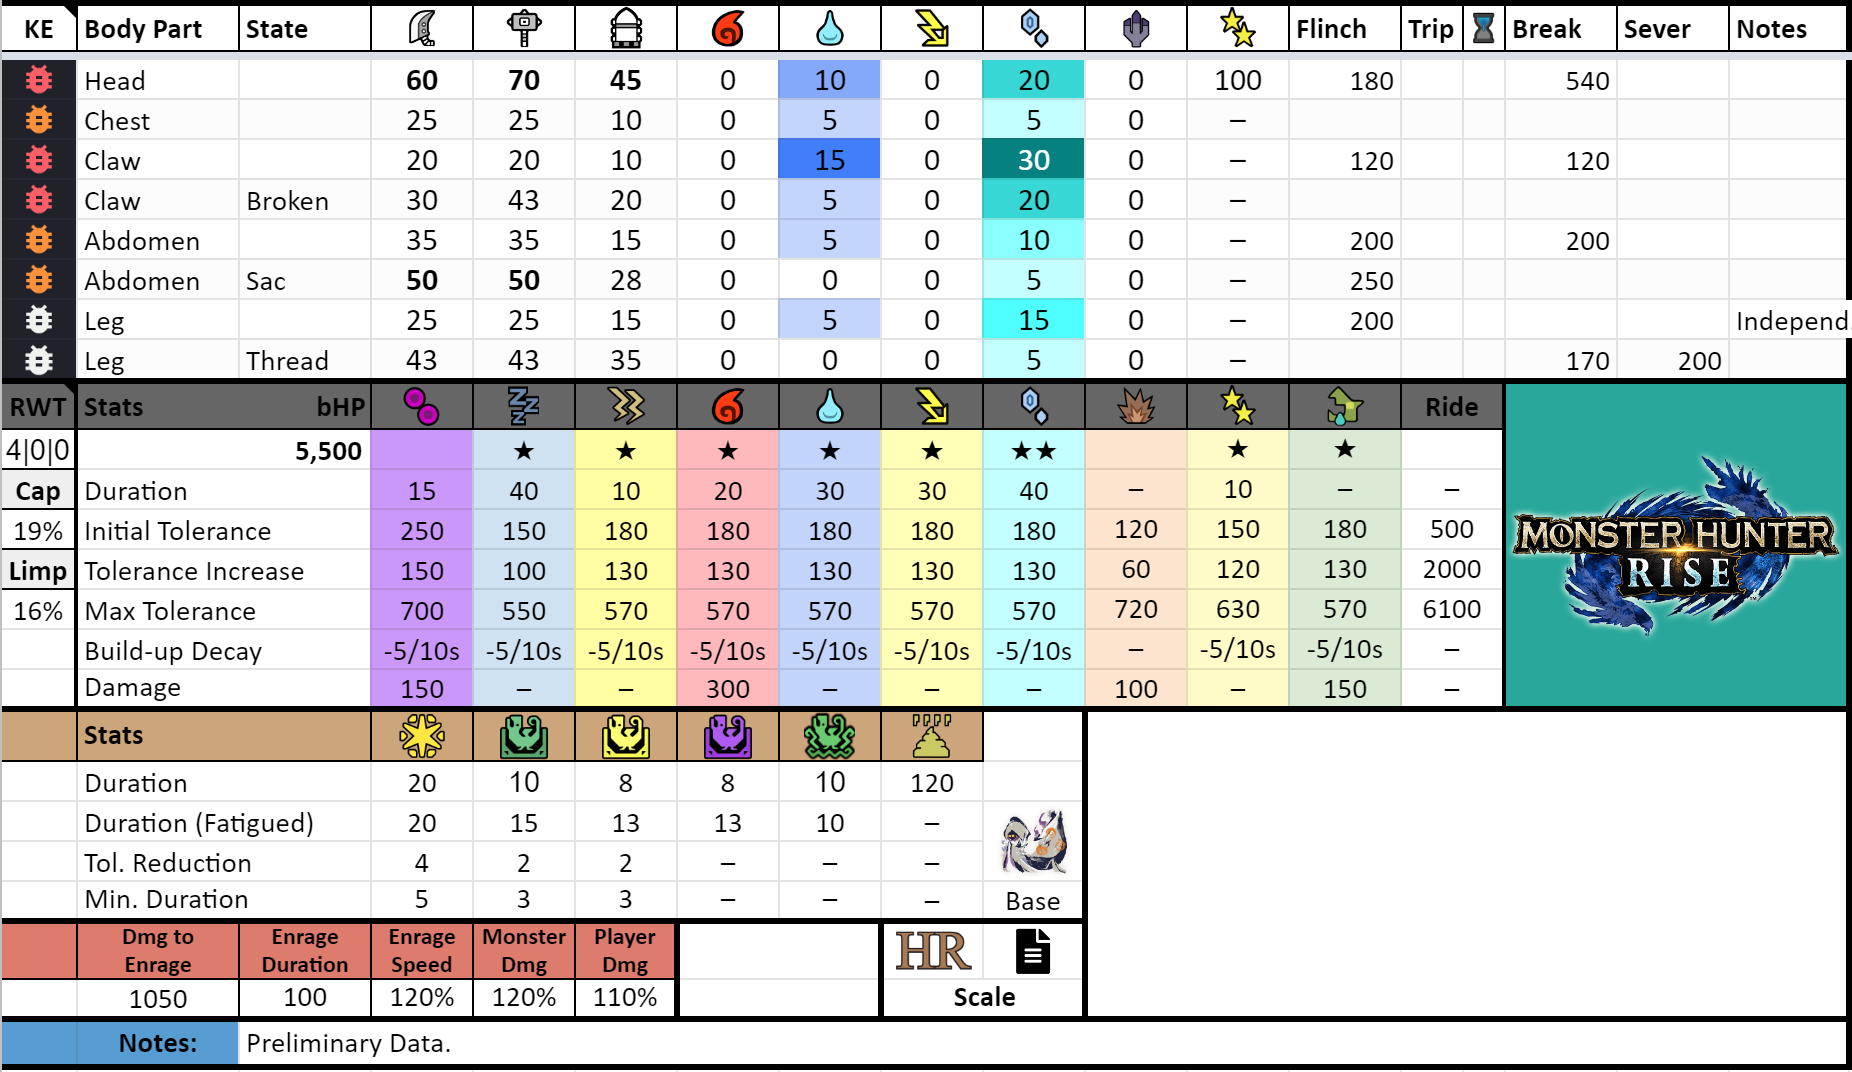 KE Body Part State Flinch Trip Break Sever Notes
Head 60 70 45 0 10 0 20 0 100 180 540
Chest 25 25 10 0 5 0 5 0 –
Claw 20 20 10 0 15 0 30 0 – 120 120
Claw Broken 30 43 20 0 5 0 20 0 –
Abdomen 35 35 15 0 5 0 10 0 – 200 200
Abdomen Sac 50 50 28 0 0 0 5 0 – 250
Leg 25 25 15 0 5 0 15 0 – 200 Independ.
Leg Thread 43 43 35 0 0 0 5 0 – 170 200
RWT Stats bHP Ride
4|0|0 5,500 ★ ★ ★ ★ ★ ★★ ★ ★
Cap Duration 15 40 10 20 30 30 40 – 10 – –
19% Initial Tolerance 250 150 180 180 180 180 180 120 150 180 500
Limp Tolerance Increase 150 100 130 130 130 130 130 60 120 130 2000
16% Max Tolerance 700 550 570 570 570 570 570 720 630 570 6100
Build-up Decay -5/10s -5/10s -5/10s -5/10s -5/10s -5/10s -5/10s – -5/10s -5/10s –
Damage 150 – – 300 – – – 100 – 150 –
MONSTER HUNTER
RISE
Stats
Duration 20 10 8 8 10 120
Duration (Fatigued) 20 15 13 13 10 –
Tol. Reduction 4 2 2 – – –
Min. Duration 5 3 3 – – – Base
Dmg to Enrage Enrage Monster Player
Enrage Duration Speed Dmg Dmg HR
1050 100 120% 120% 110% Scale
Notes: Preliminary Data.